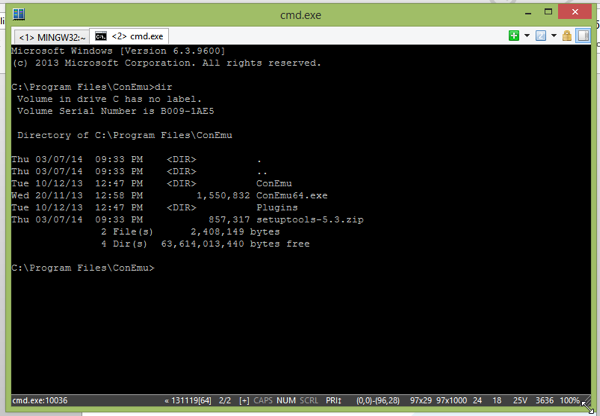 cmd.exe
<1> MINGW32:~ <2> cmd.exe
Microsoft Windows [Version 6.3.9600]
(c) 2013 Microsoft Corporation. All rights reserved.
C:\Program Files\ConEmu>dir
Volume in drive C has no label.
Volume Serial Number is B009-1AE5
Directory of C:\Program Files\ConEmu
Thu 03/07/14 09:33 PM <DIR> .
Thu 03/07/14 09:33 PM <DIR> ..
Tue 10/12/13 12:47 PM <DIR> ConEmu
Wed 20/11/13 12:58 PM 1,550,832 ConEmu64.exe
Tue 10/12/13 12:47 PM <DIR> Plugins
Thu 03/07/14 09:33 PM 857,317 setuptools-5.3.zip
2 File(s) 2,408,149 bytes
4 Dir(s) 63,614,013,440 bytes free
C:\Program Files\ConEmu>
cmd.exe:10036 « 131119[64] 2/2 [+] CAPS NUM SCRL PRI‡ (0,0)-(96,28) 97x29 97x1000 24 18 25V 3636 100%